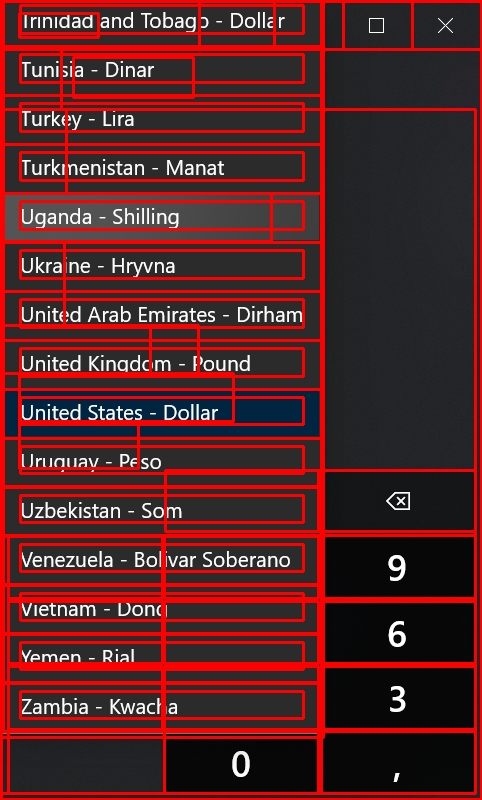 Trinidad and Tobago - Dollar
Tunisia - Dinar
Turkey - Lira
Turkmenistan - Manat
Uganda - Shilling
Ukraine - Hryvna
United Arab Emirates - Dirham
United Kingdom - Pound
United States - Dollar
Uruguay - Peso
Uzbekistan - Som
Venezuela - Bolivar Soberano
9
Vietnam - Dong
6
Yemen - Rial
3
Zambia - Kwacha
0 ,